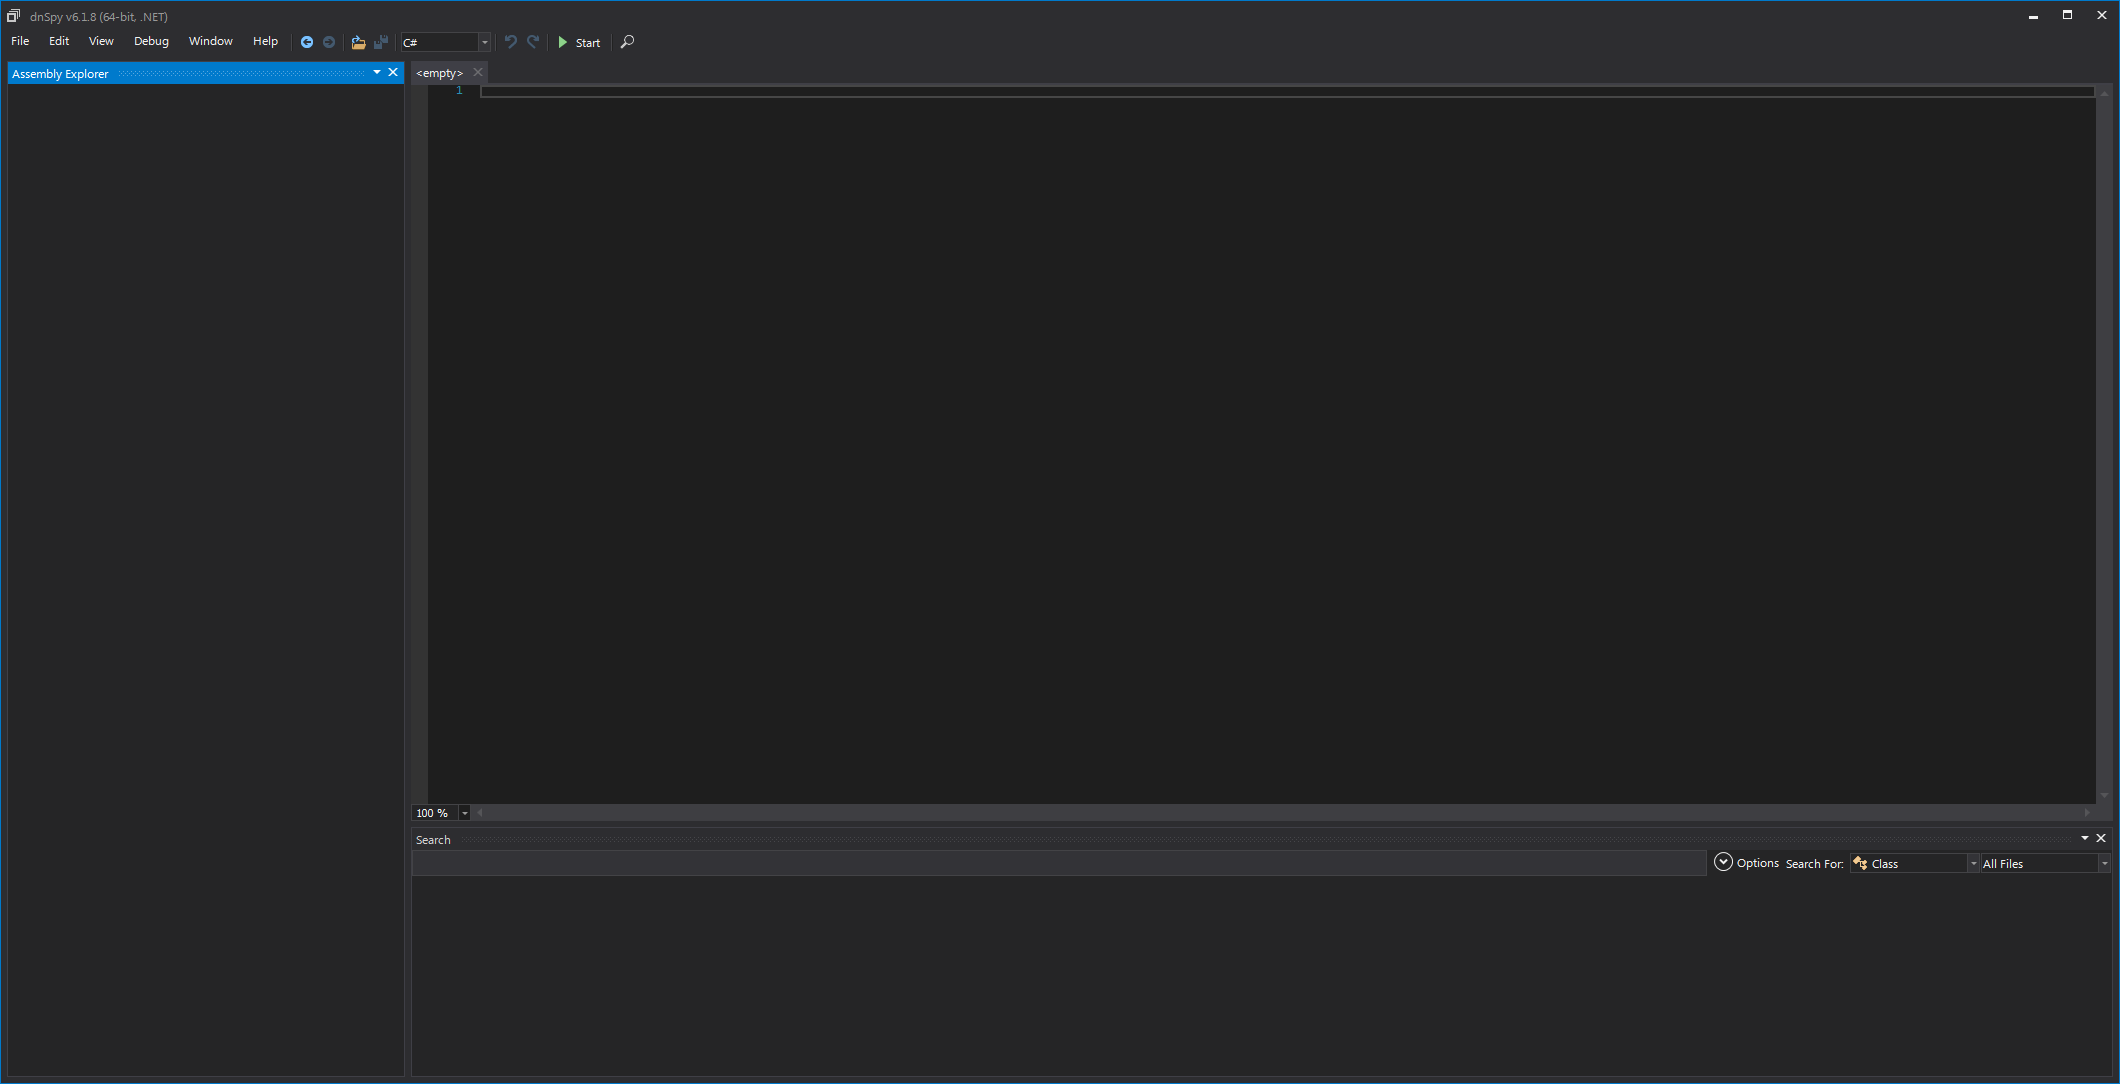 dnSpy v6.1.8 (64-bit, .NET)
File Edit View Debug Window Help C# Start
Assembly Explorer
<empty>
1
100 %
Search
Options Search For: Class All Files